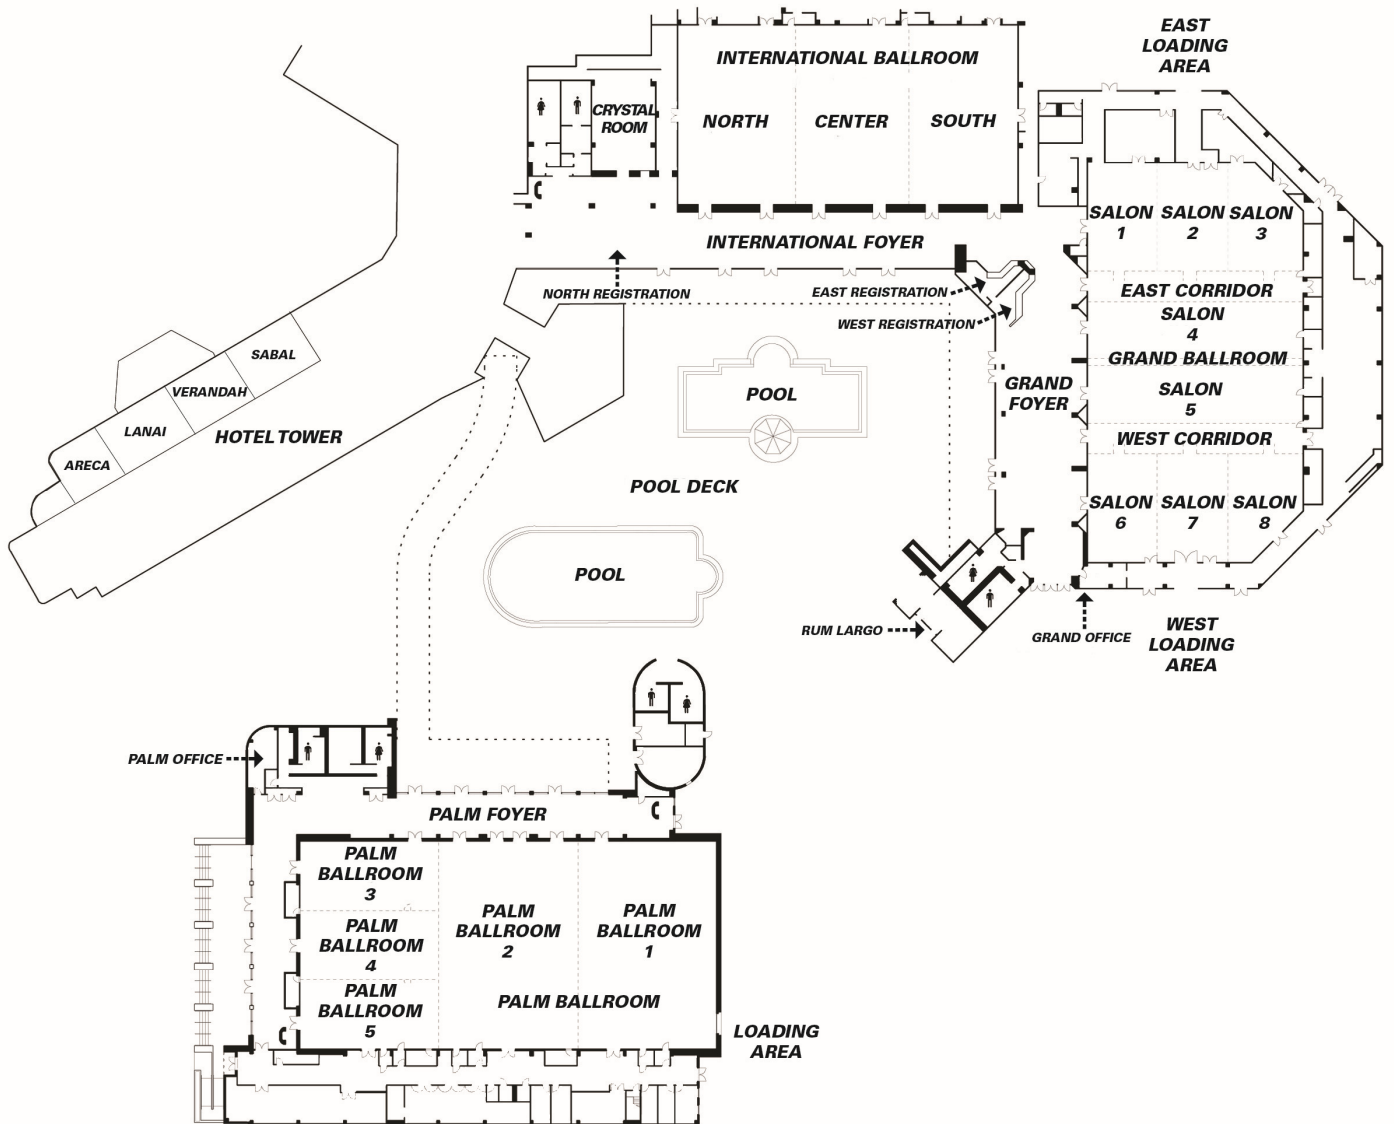 EAST
LOADING
AREA
INTERNATIONAL BALLROOM
CRYSTAL
ROOM
NORTH
CENTER
SOUTH
SALON
1
SALON
2
SALON
3
INTERNATIONAL FOYER
NORTH REGISTRATION
EAST REGISTRATION
WEST REGISTRATION
EAST CORRIDOR
SALON
4
GRAND BALLROOM
SALON
5
WEST CORRIDOR
GRAND
FOYER
SALON
6
SALON
7
SALON
8
SABAL
VERANDAH
LANAI
ARECA
HOTEL TOWER
POOL
POOL DECK
POOL
RUM LARGO
GRAND OFFICE
WEST
LOADING
AREA
PALM OFFICE
PALM FOYER
PALM
BALLROOM
3
PALM
BALLROOM
4
PALM
BALLROOM
5
PALM
BALLROOM
2
PALM
BALLROOM
1
PALM BALLROOM
LOADING
AREA